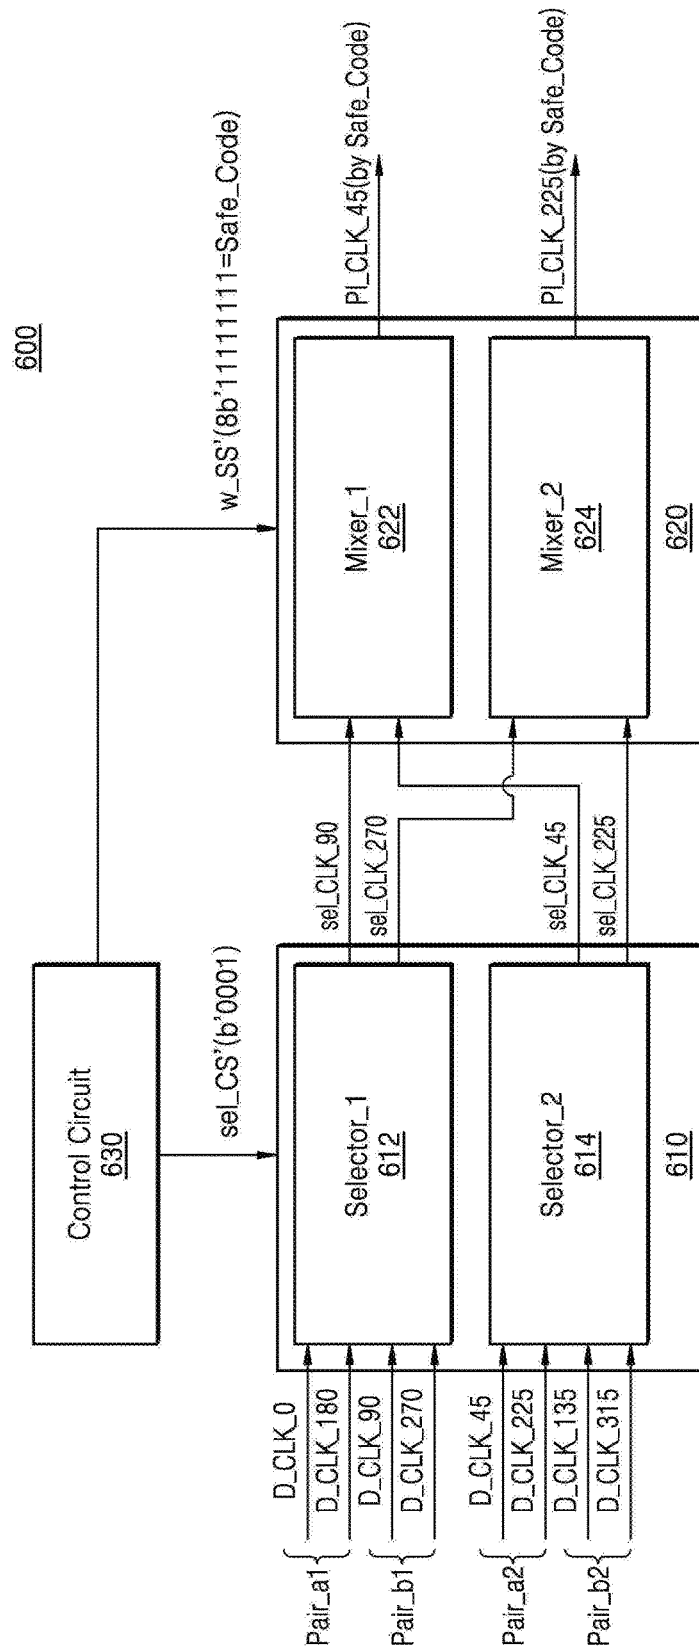 600
Control Circuit
630
sel_CS'(b'0001)
w_SS'(8b'11111111=Safe_Code)
Pair_a1
D_CLK_0
D_CLK_180
Pair_b1
D_CLK_90
D_CLK_270
Pair_a2
D_CLK_45
D_CLK_225
Pair_b2
D_CLK_135
D_CLK_315
Selector_1
612
Selector_2
614
610
sel_CLK_90
sel_CLK_270
sel_CLK_45
sel_CLK_225
Mixer_1
622
Mixer_2
624
620
PI_CLK_45(by Safe_Code)
PI_CLK_225(by Safe_Code)